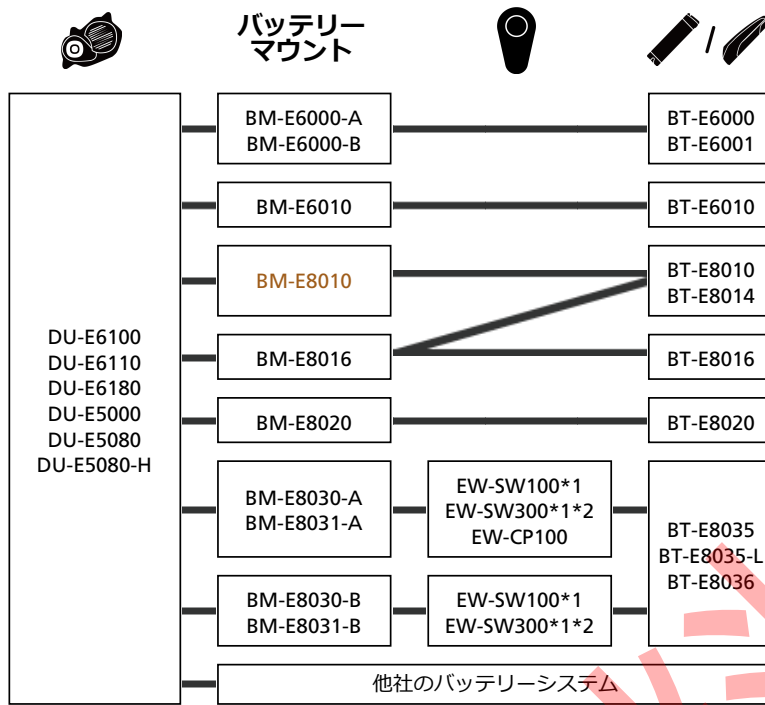 バッテリー
マウント
/
DU-E6100
DU-E6110
DU-E6180
DU-E5000
DU-E5080
DU-E5080-H
BM-E6000-A
BM-E6000-B
BT-E6000
BT-E6001
BM-E6010
BT-E6010
BM-E8010
BT-E8010
BT-E8014
BM-E8016
BT-E8016
BM-E8020
BT-E8020
BM-E8030-A
BM-E8031-A
EW-SW100*1
EW-SW300*1*2
EW-CP100
BT-E8035
BT-E8035-L
BT-E8036
BM-E8030-B
BM-E8031-B
EW-SW100*1
EW-SW300*1*2
他社のバッテリーシステム